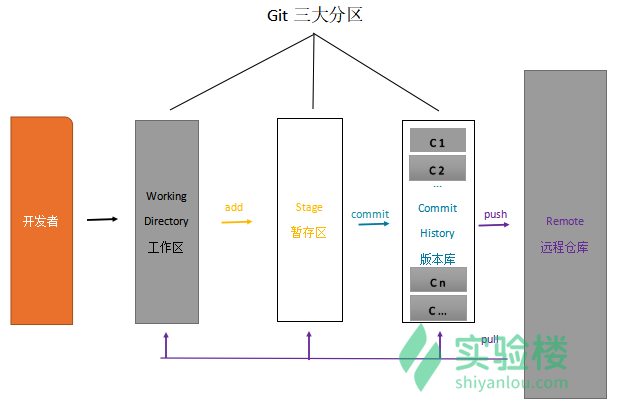 Git 三大分区
开发者
Working
Directory
工作区
add
Stage
暂存区
commit
C 1
C 2
...
Commit
History
版本库
C n
C ...
push
Remote
远程仓库
pull
实验楼
shiyanlou.com